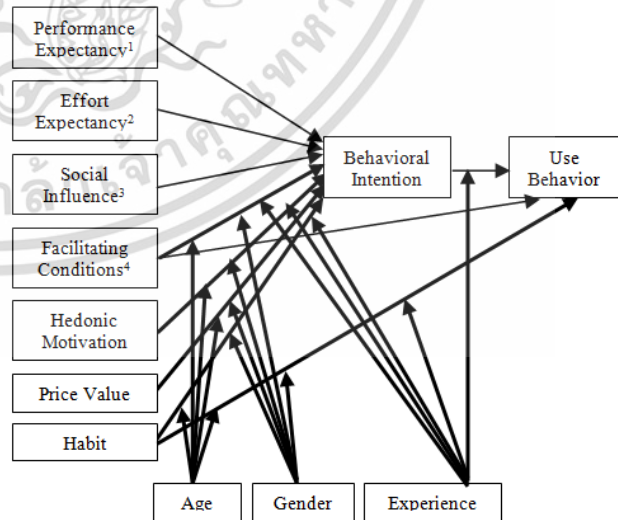 Performance
Expectancy1
Effort
Expectancy2
Social
Influence3
Facilitating
Conditions4
Hedonic
Motivation
Price Value
Habit
Behavioral
Intention
Use
Behavior
Age
Gender
Experience